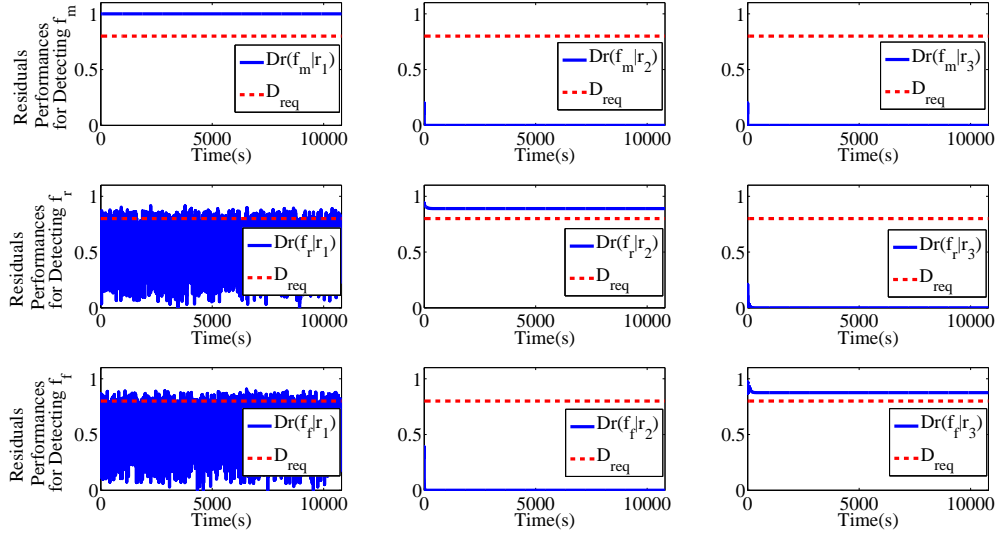 Residuals
Performances
for Detecting f_m
1
0.5
0
0 5000 10000
Time(s)
Dr(f_m|r_1)
D_req
1
0.5
0
0 5000 10000
Time(s)
Dr(f_m|r_2)
D_req
1
0.5
0
0 5000 10000
Time(s)
Dr(f_m|r_3)
D_req
Residuals
Performances
for Detecting f_r
1
0.5
0
0 5000 10000
Time(s)
Dr(f_r|r_1)
D_req
1
0.5
0
0 5000 10000
Time(s)
Dr(f_r|r_2)
D_req
1
0.5
0
0 5000 10000
Time(s)
Dr(f_r|r_3)
D_req
Residuals
Performances
for Detecting f_f
1
0.5
0
0 5000 10000
Time(s)
Dr(f_f|r_1)
D_req
1
0.5
0
0 5000 10000
Time(s)
Dr(f_f|r_2)
D_req
1
0.5
0
0 5000 10000
Time(s)
Dr(f_f|r_3)
D_req